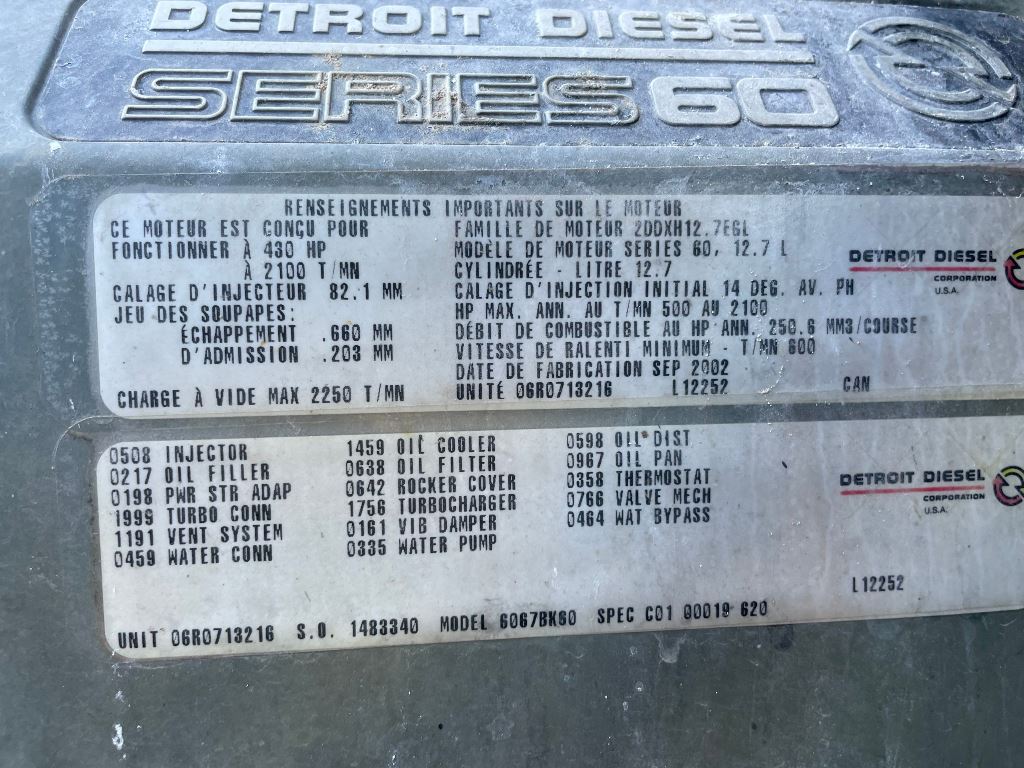 DETROIT DIESEL
SERIES 60
RENSEIGNEMENTS IMPORTANTS SUR LE MOTEUR
CE MOTEUR EST CONÇU POUR
FONCTIONNER À 430 HP
À 2100 T/MN
CALAGE D'INJECTEUR 82.1 MM
JEU DES SOUPAPES:
ÉCHAPPEMENT .660 MM
D'ADMISSION .203 MM
CHARGE À VIDE MAX 2250 T/MN
FAMILLE DE MOTEUR 2DDXH12.7EGL
MODÈLE DE MOTEUR SERIES 60, 12.7 L
CYLINDRÉE - LITRE 12.7
CALAGE D'INJECTION INITIAL 14 DEG. AV. PH
HP MAX. ANN. AU T/MN 500 AU 2100
DÉBIT DE COMBUSTIBLE AU HP ANN. 250.6 MM3/COURSE
VITESSE DE RALENTI MINIMUM - T/MN 600
DATE DE FABRICATION SEP 2002
UNITÉ 06R0713216 L12252 CAN
DETROIT DIESEL
CORPORATION
U.S.A.
0508 INJECTOR
0217 OIL FILLER
0198 PWR STR ADAP
1999 TURBO CONN
1191 VENT SYSTEM
0459 WATER CONN
1459 OIL COOLER
0638 OIL FILTER
0642 ROCKER COVER
1756 TURBOCHARGER
0161 VIB DAMPER
0335 WATER PUMP
0598 OIL DIST
0967 OIL PAN
0358 THERMOSTAT
0766 VALVE MECH
0464 WAT BYPASS
DETROIT DIESEL
CORPORATION
U.S.A.
L12252
UNIT 06R0713216 S.O. 1483340 MODEL 6067BK60 SPEC C01 00019 620